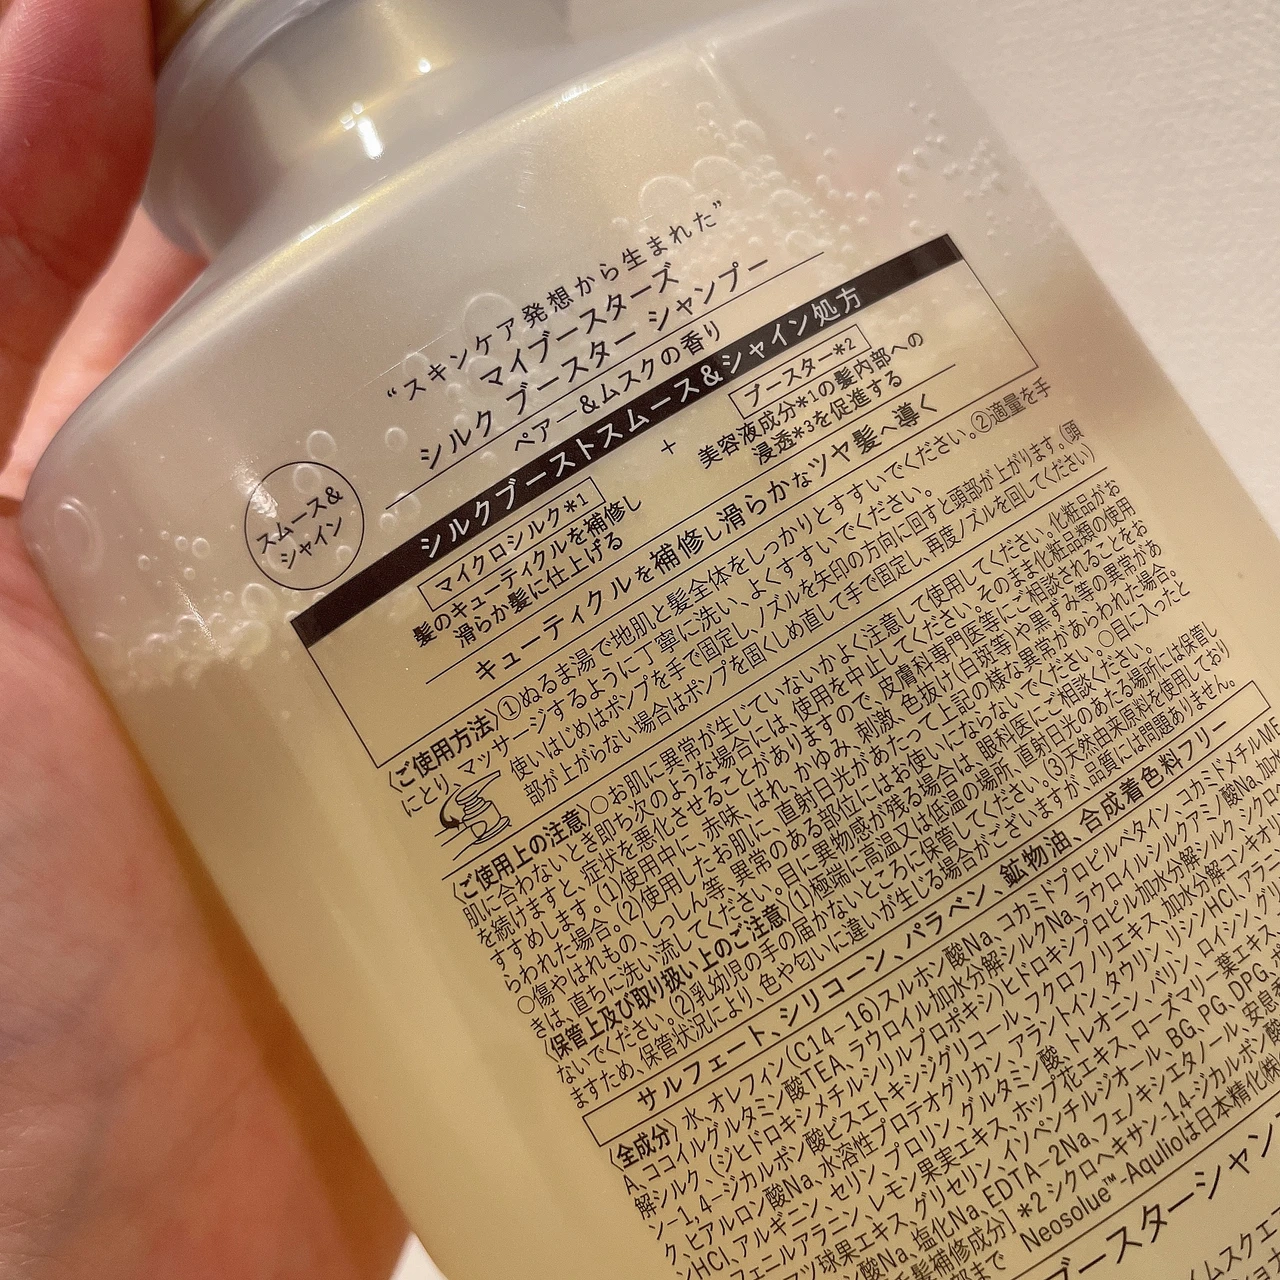 “スキンケア発想から生まれた”
マイブースターズ
シルク ブースター シャンプー
ペアー&ムスクの香り
スムース&
シャイン
シルクブーストスムース&シャイン処方
マイクロシルク*1
髪のキューティクルを補修し
滑らか髪に仕上げる
+
ブースター*2
美容液成分*1の髪内部への
浸透*3を促進する
キューティクルを補修し滑らかなツヤ髪へ導く
〈ご使用方法〉①ぬるま湯で地肌と髪全体をしっかりとすすいでください。②適量を手
にとり、マッサージするように丁寧に洗い、よくすすいでください。
使いはじめはポンプを手で固定し、ノズルを矢印の方向に回すと頭部が上がります。(頭
部が上がらない場合はポンプを固くしめ直して手で固定し、再度ノズルを回してください)
〈ご使用上の注意〉○お肌に異常が生じていないかよく注意して使用してください。化粧品がお
肌に合わないとき即ち次のような場合には、使用を中止してください。そのまま化粧品類の使用
を続けますと、症状を悪化させることがありますので、皮膚科専門医等にご相談されることをお
すすめします。(1)使用中、赤味、はれ、かゆみ、刺激、色抜け(白斑等)や黒ずみ等の異常があ
らわれた場合。(2)使用したお肌に、直射日光があたって上記の様な異常があらわれた場合。
○傷やはれもの、しっしん等、異常のある部位にはお使いにならないでください。○目に入ったと
きは、直ちに洗い流してください。目に異物感が残る場合は、眼科医にご相談ください。
〈保管上及び取り扱い上のご注意〉(1)極端に高温又は低温の場所、直射日光のあたる場所には保管し
ないでください。(2)乳幼児の手の届かないところに保管してください。(3)天然由来原料を使用しており
ますため、保管状況により、色や匂いに違いが生じる場合がございますが、品質には問題ありません。
サルフェート、シリコーン、パラベン、鉱物油、合成着色料フリー
〈全成分〉水、オレフィン(C14-16)スルホン酸Na、コカミドプロピルベタイン、コカミドメチルME
A、ココイルグルタミン酸TEA、ラウロイル加水分解シルクNa、ラウロイルシルクアミノ酸Na、加水
解シルク、(ジヒドロキシメチルシリルプロポキシ)ヒドロキシプロピル加水分解シルク、シクロ
ン-1,4-ジカルボン酸ビスエトキシジグリコール、フクロフノリエキス、加水分解コンキオリ
ク、ヒアルロン酸Na、水溶性プロテオグリカン、アラントイン、タウリン、リシンHCl、アラニ
ンHCl、アルギニン、セリン、プロリン、グルタミン酸、トレオニン、バリン、ロイシン、グリ
フェニルアラニン、レモン果実エキス、ホップ花エキス、ローズマリー葉エキス、
マツ球果エキス、グリセリン、イソペンチルジオール、BG、PG、DPG、
酸Na、塩化Na、EDTA-2Na、フェノキシエタノール、安息香
毛髪補修成分] *2 シクロヘキサン-1,4-ジカルボン酸
部まで Neosolue™-Aqulioは日本精化㈱
ブースターシャン